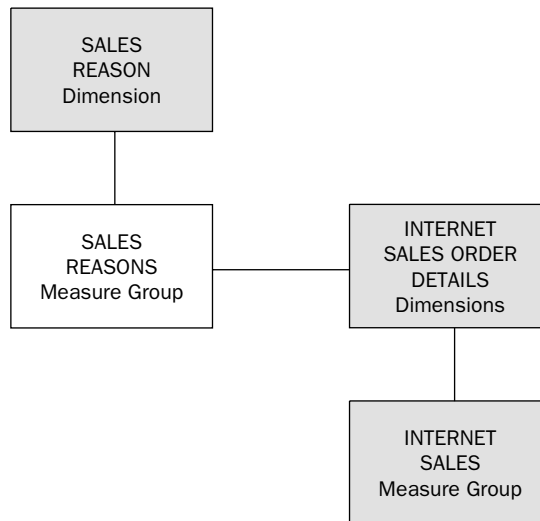 SALES
REASON
Dimension
SALES
REASONS
Measure Group
INTERNET
SALES ORDER
DETAILS
Dimensions
INTERNET
SALES
Measure Group